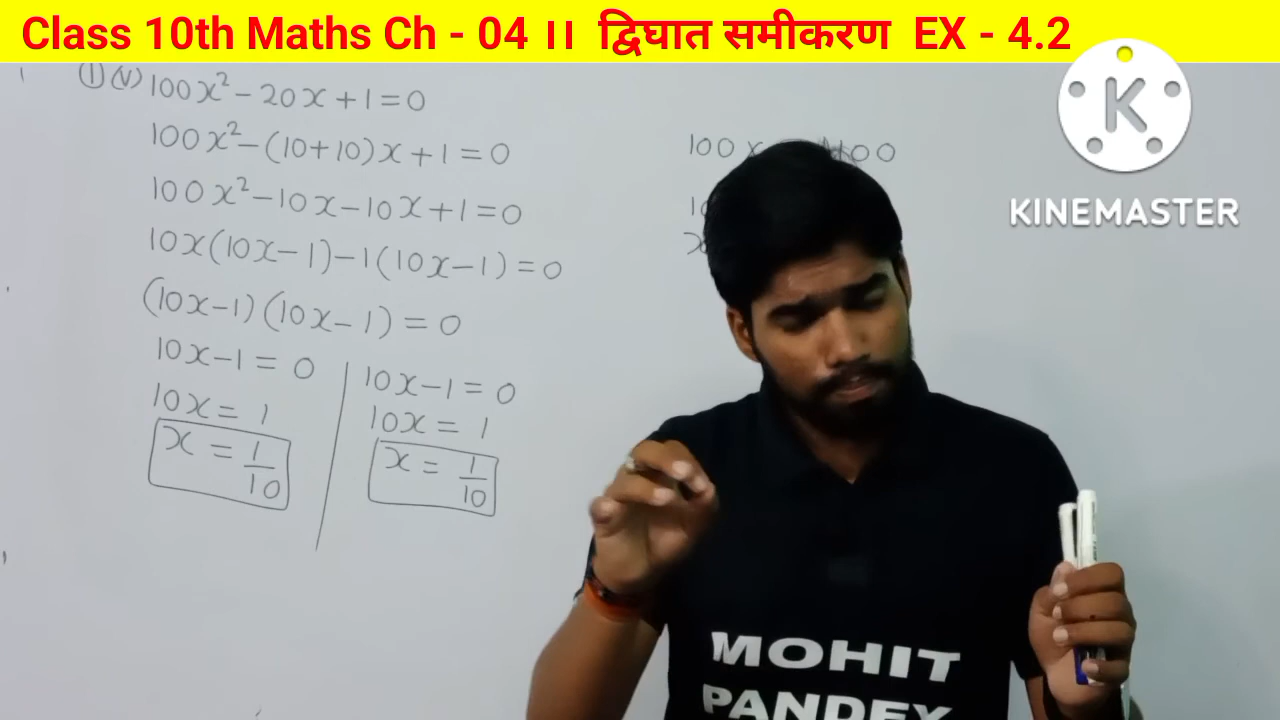 Class 10th Maths Ch - 04 ।। द्विघात समीकरण EX - 4.2
K
KINEMASTER
① (v) 100x² - 20x + 1 = 0
100x² - (10+10)x + 1 = 0
100x² - 10x - 10x + 1 = 0
10x(10x - 1) - 1(10x - 1) = 0
(10x - 1)(10x - 1) = 0
10x - 1 = 0
10x = 1
x = 1/10
10x - 1 = 0
10x = 1
x = 1/10
100
MOHIT
PANDEY